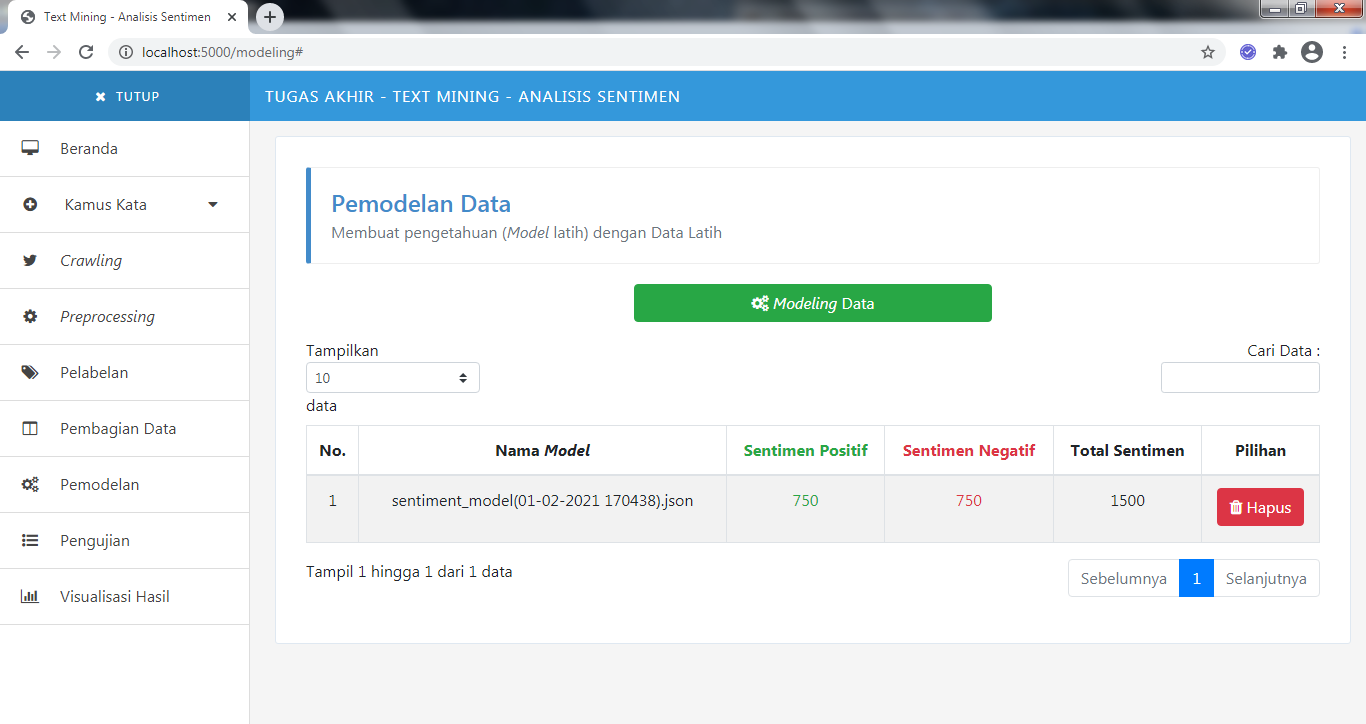 Text Mining - Analisis Sentimen
localhost:5000/modeling#
TUTUP
TUGAS AKHIR - TEXT MINING - ANALISIS SENTIMEN
Beranda
Kamus Kata
Crawling
Preprocessing
Pelabelan
Pembagian Data
Pemodelan
Pengujian
Visualisasi Hasil
Pemodelan Data
Membuat pengetahuan (Model latih) dengan Data Latih
Modeling Data
Tampilkan
10
data
Cari Data :
No. Nama Model Sentimen Positif Sentimen Negatif Total Sentimen Pilihan
1 sentiment_model(01-02-2021 170438).json 750 750 1500 Hapus
Tampil 1 hingga 1 dari 1 data
Sebelumnya 1 Selanjutnya